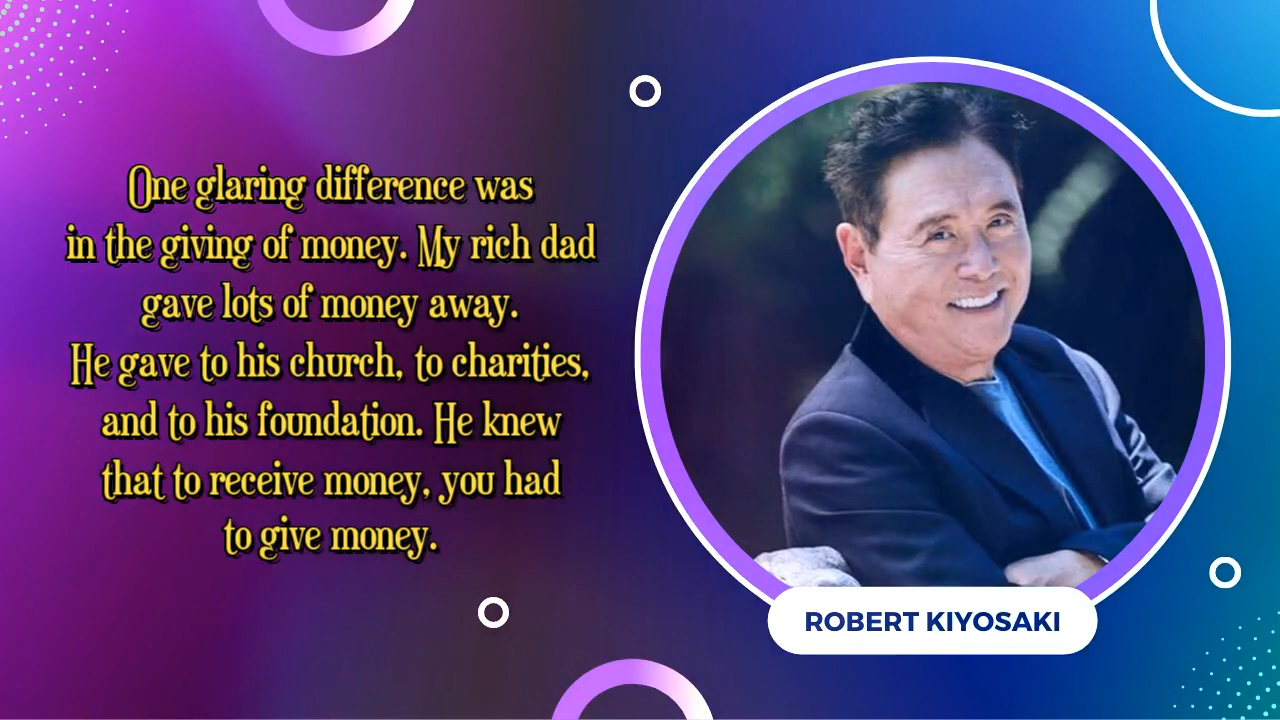 One glaring difference was
in the giving of money. My rich dad
gave lots of money away.
He gave to his church, to charities,
and to his foundation. He knew
that to receive money, you had
to give money.
ROBERT KIYOSAKI